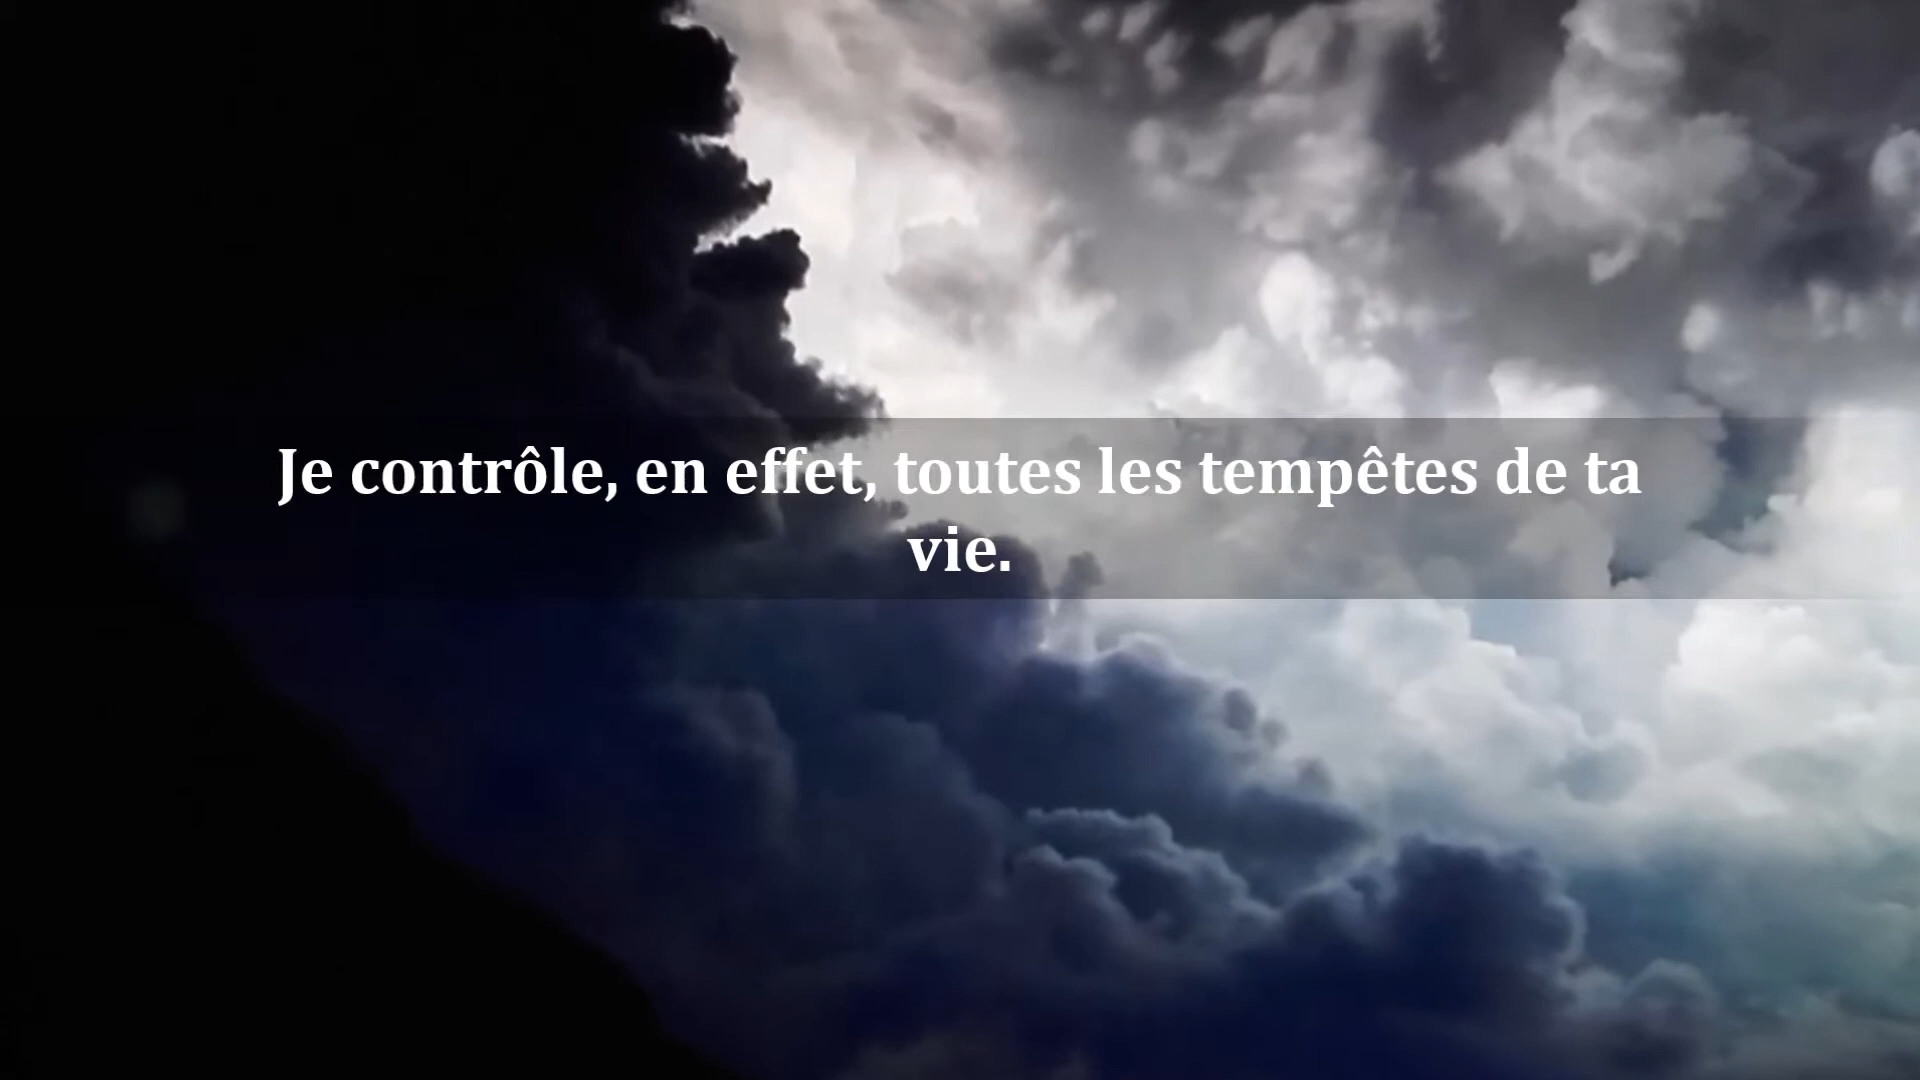 Je contrôle, en effet, toutes les tempêtes de ta
vie.